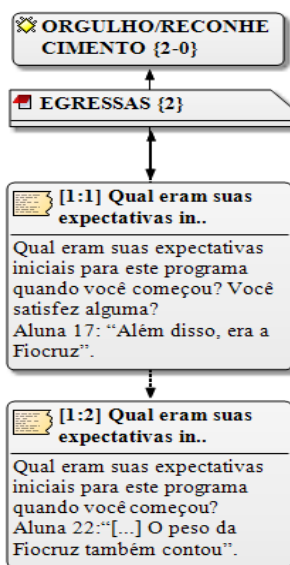 ORGULHO/RECONHE
CIMENTO {2-0}
EGRESSAS {2}
[1:1] Qual eram suas
expectativas in..
Qual eram suas expectativas
iniciais para este programa
quando você começou? Você
satisfez alguma?
Aluna 17: “Além disso, era a
Fiocruz”.
[1:2] Qual eram suas
expectativas in..
Qual eram suas expectativas
iniciais para este programa
quando você começou?
Aluna 22:“[...] O peso da
Fiocruz também contou”.